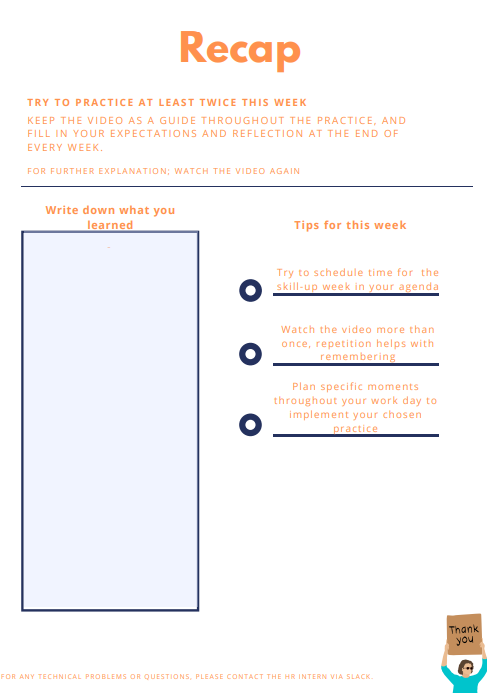 Recap
TRY TO PRACTICE AT LEAST TWICE THIS WEEK
KEEP THE VIDEO AS A GUIDE THROUGHOUT THE PRACTICE, AND
FILL IN YOUR EXPECTATIONS AND REFLECTION AT THE END OF
EVERY WEEK.
FOR FURTHER EXPLANATION; WATCH THE VIDEO AGAIN
Write down what you
learned
Tips for this week
Try to schedule time for the
skill-up week in your agenda
Watch the video more than
once, repetition helps with
remembering
Plan specific moments
throughout your work day to
implement your chosen
practice
Thank
you
FOR ANY TECHNICAL PROBLEMS OR QUESTIONS, PLEASE CONTACT THE HR INTERN VIA SLACK.